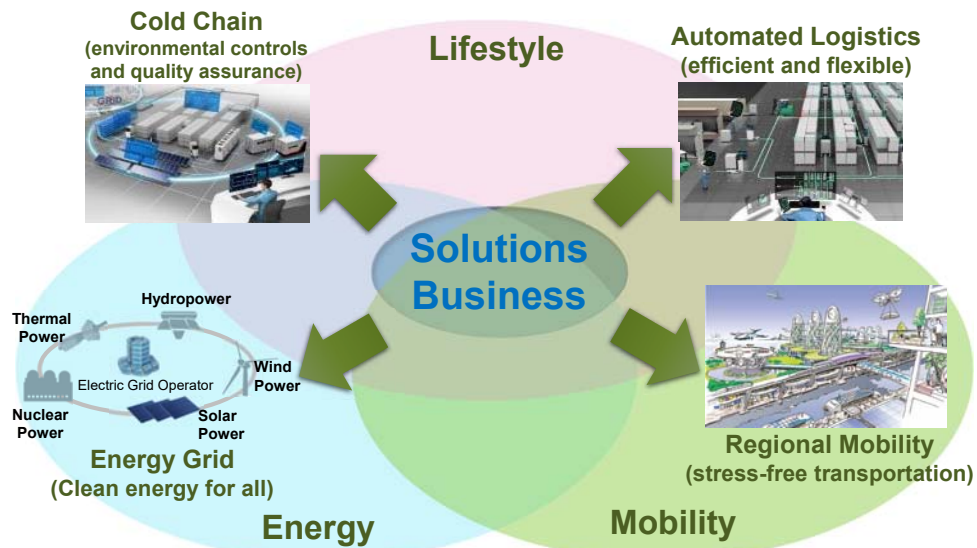 Cold Chain
(environmental controls
and quality assurance)
GRID
Lifestyle
Automated Logistics
(efficient and flexible)
Solutions
Business
Hydropower
Thermal
Power
Wind
Power
Electric Grid Operator
Nuclear
Power
Solar
Power
Energy Grid
(Clean energy for all)
Regional Mobility
(stress-free transportation)
Energy
Mobility